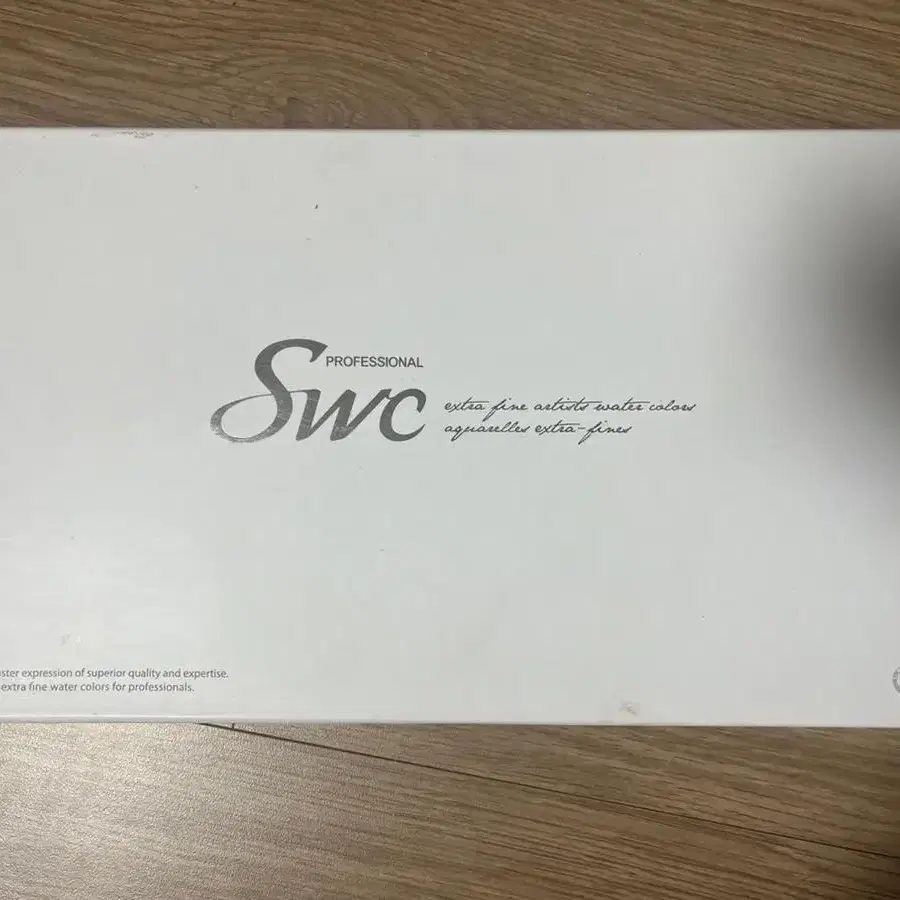 PROFESSIONAL
Swc
extra fine artists water colors
aquarelles extra-fines
expression of superior quality and expertise.
extra fine water colors for professionals.